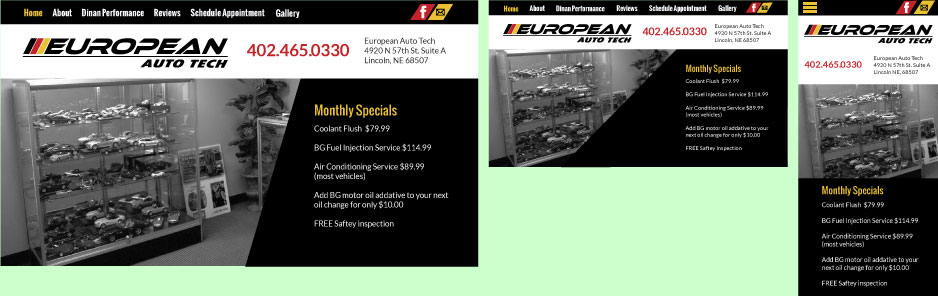 Home About Dinan Performance Reviews Schedule Appointment Gallery
EUROPEAN
AUTO TECH
402.465.0330
European Auto Tech
4920 N 57th St, Suite A
Lincoln, NE 68507
Monthly Specials
Coolant Flush $79.99
BG Fuel Injection Service $114.99
Air Conditioning Service $89.99
(most vehicles)
Add BG motor oil addative to your next
oil change for only $10.00
FREE Saftey inspection
Home About Dinan Performance Reviews Schedule Appointment Gallery
EUROPEAN
AUTO TECH
402.465.0330
European Auto Tech
4920 N 57th St, Suite A
Lincoln, NE 68507
Monthly Specials
Coolant Flush $79.99
BG Fuel Injection Service $114.99
Air Conditioning Service $89.99
(most vehicles)
Add BG motor oil addative to your next
oil change for only $10.00
FREE Saftey inspection
EUROPEAN
AUTO TECH
402.465.0330
European Auto Tech
4920 N 57th St, Suite A
Lincoln, NE 68507
Monthly Specials
Coolant Flush $79.99
BG Fuel Injection Service $114.99
Air Conditioning Service $89.99
(most vehicles)
Add BG motor oil addative to your
next oil change for only $10.00
FREE Saftey inspection